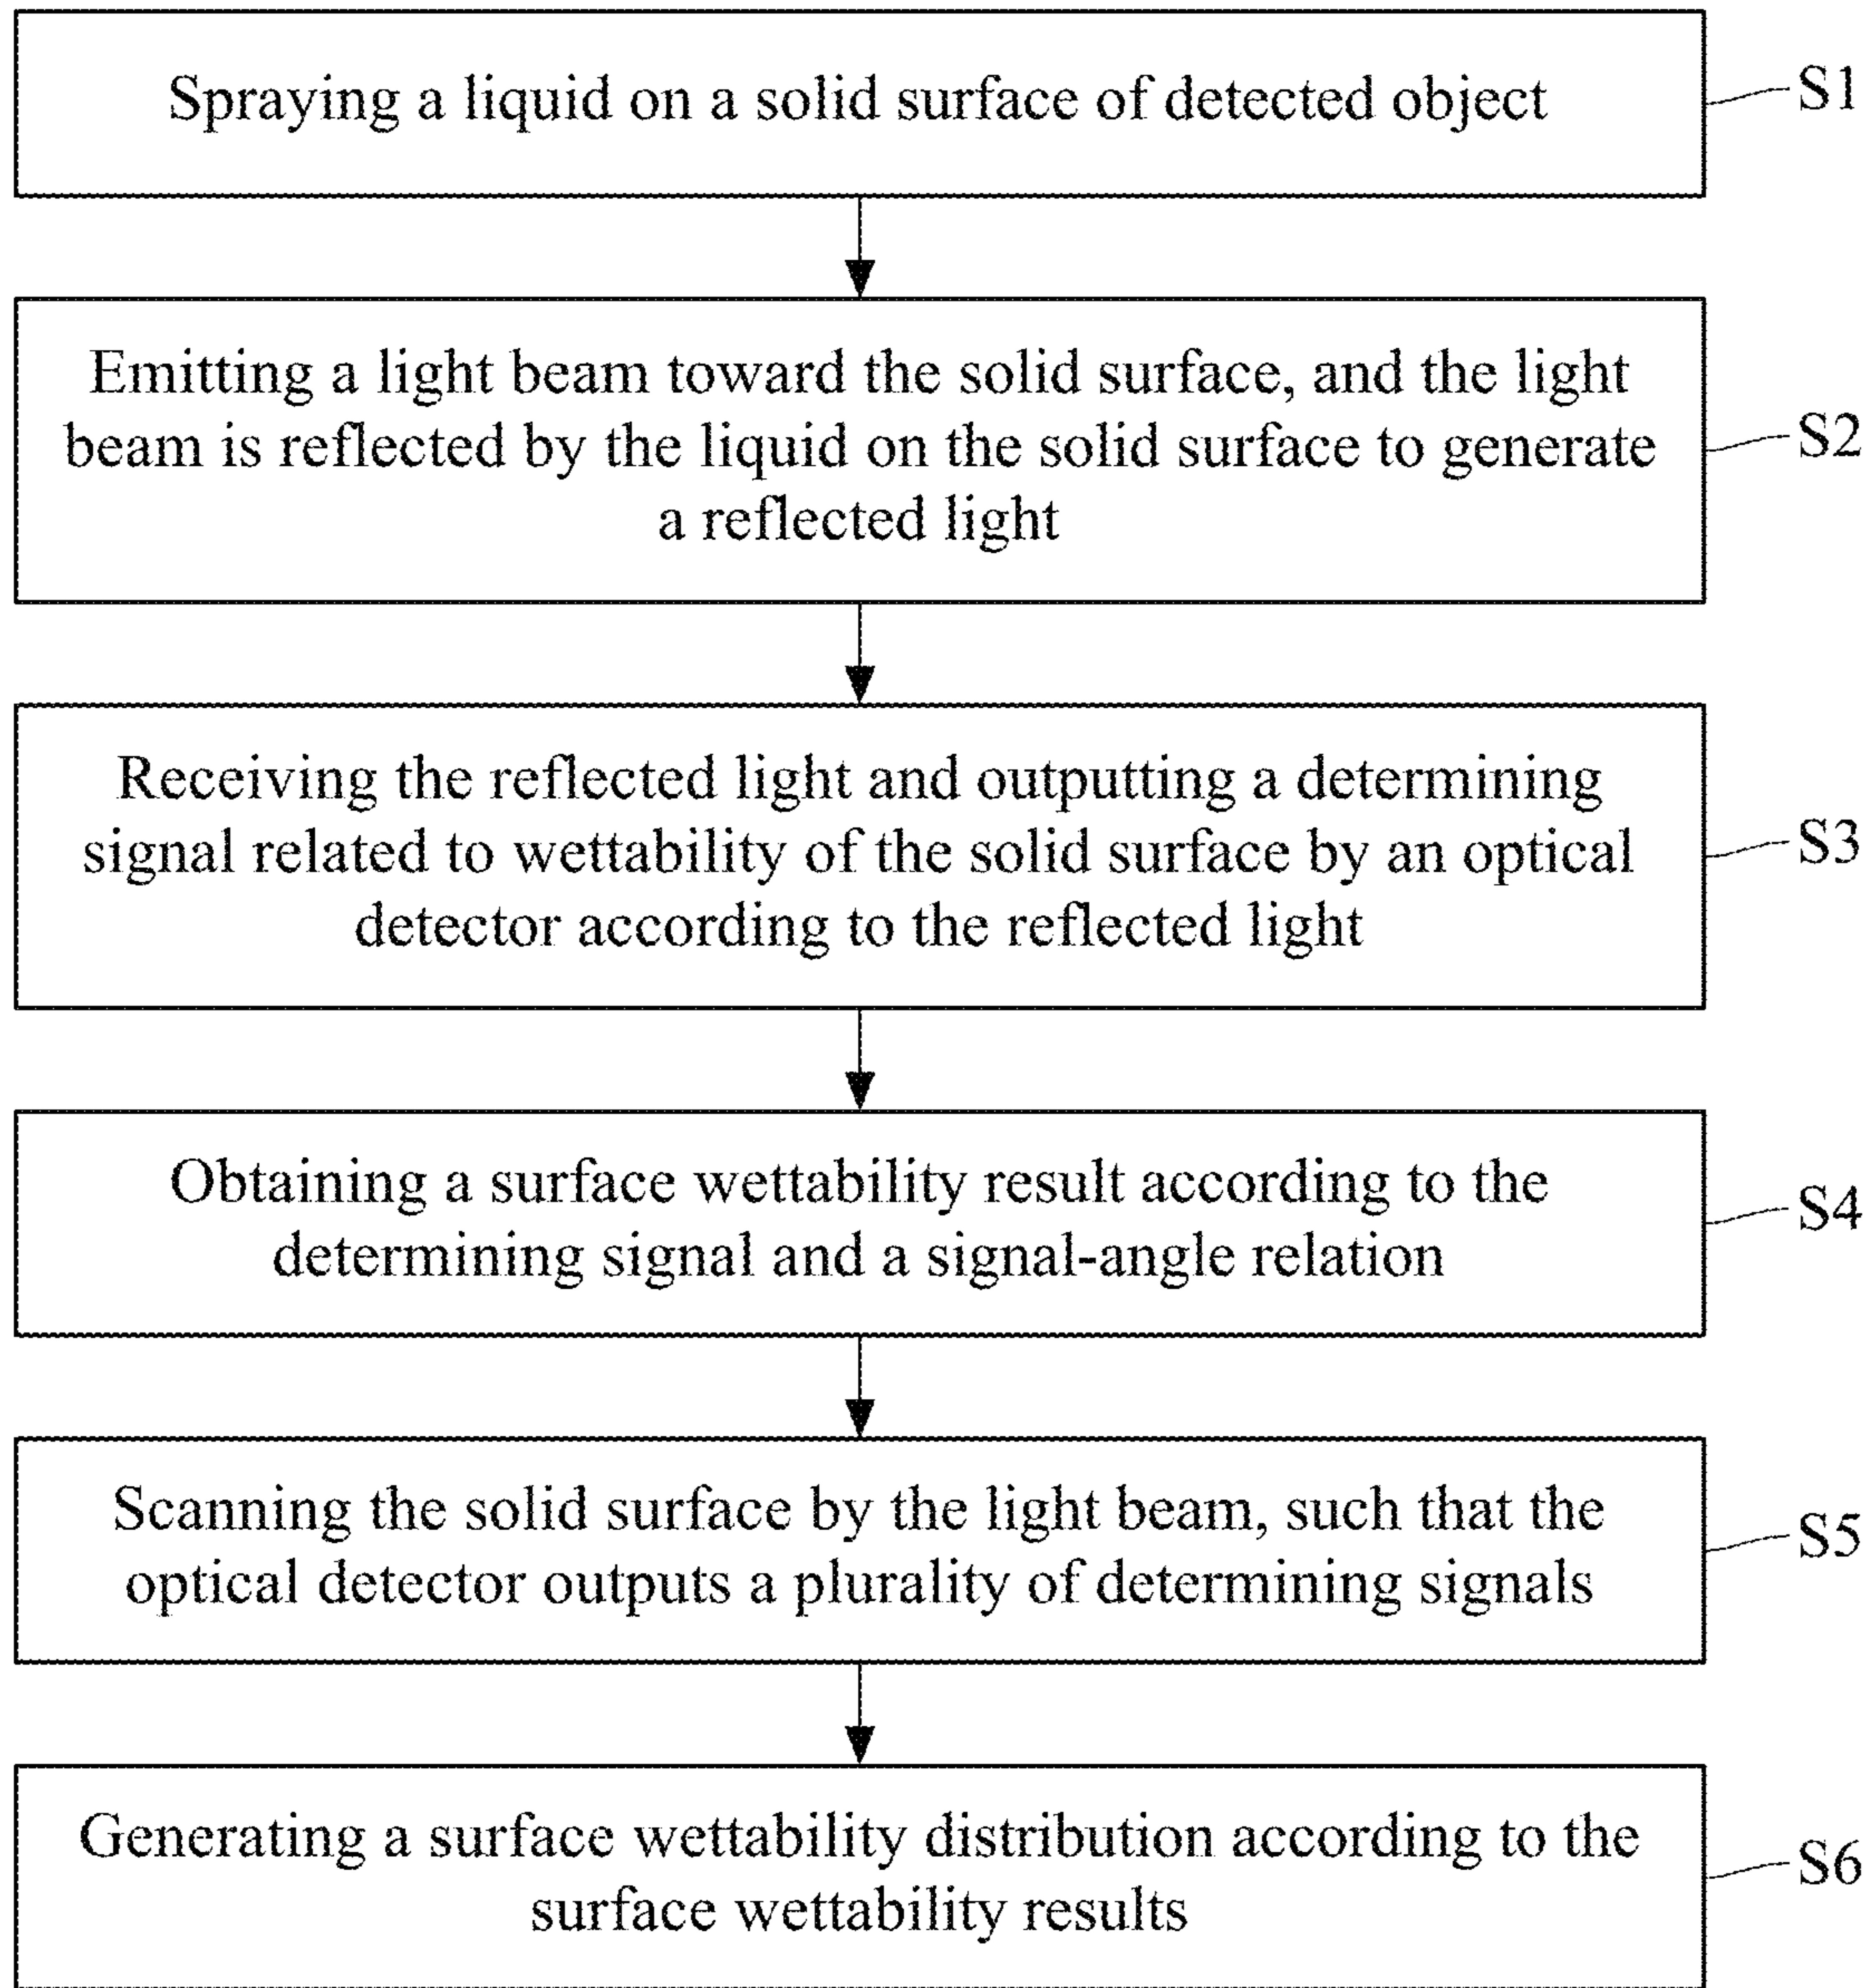 Spraying a liquid on a solid surface of detected object
S1
Emitting a light beam toward the solid surface, and the light
beam is reflected by the liquid on the solid surface to generate
a reflected light
S2
Receiving the reflected light and outputting a determining
signal related to wettability of the solid surface by an optical
detector according to the reflected light
S3
Obtaining a surface wettability result according to the
determining signal and a signal-angle relation
S4
Scanning the solid surface by the light beam, such that the
optical detector outputs a plurality of determining signals
S5
Generating a surface wettability distribution according to the
surface wettability results
S6